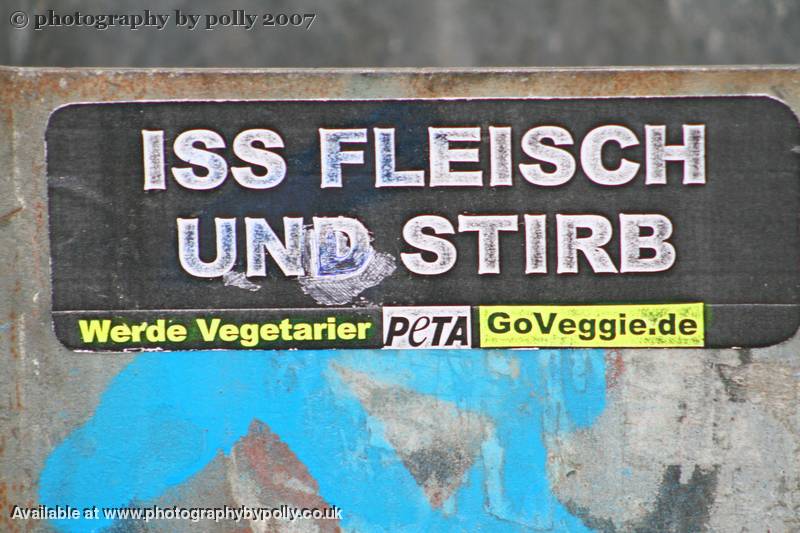 © photography by polly 2007
ISS FLEISCH
UND STIRB
Werde Vegetarier PeTA GoVeggie.de
Available at www.photographybypolly.co.uk